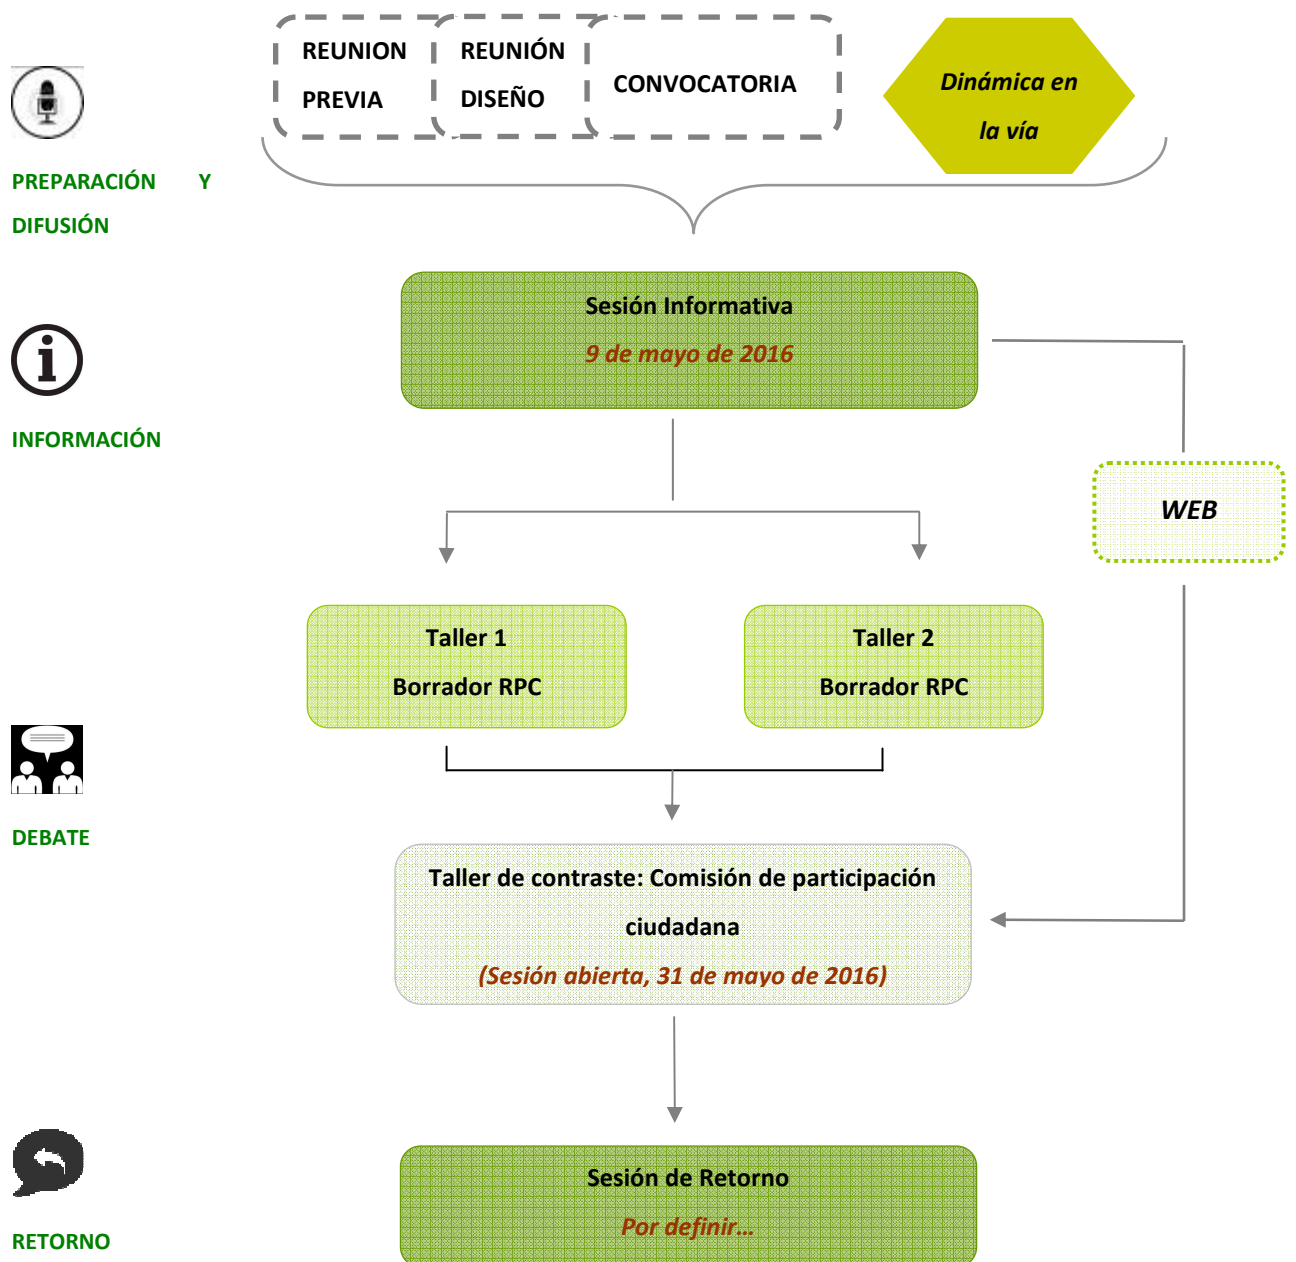 REUNION
PREVIA
REUNIÓN
DISEÑO
CONVOCATORIA
Dinámica en
la vía
PREPARACIÓN Y
DIFUSIÓN
Sesión Informativa
9 de mayo de 2016
INFORMACIÓN
WEB
Taller 1
Borrador RPC
Taller 2
Borrador RPC
DEBATE
Taller de contraste: Comisión de participación
ciudadana
(Sesión abierta, 31 de mayo de 2016)
Sesión de Retorno
Por definir...
RETORNO